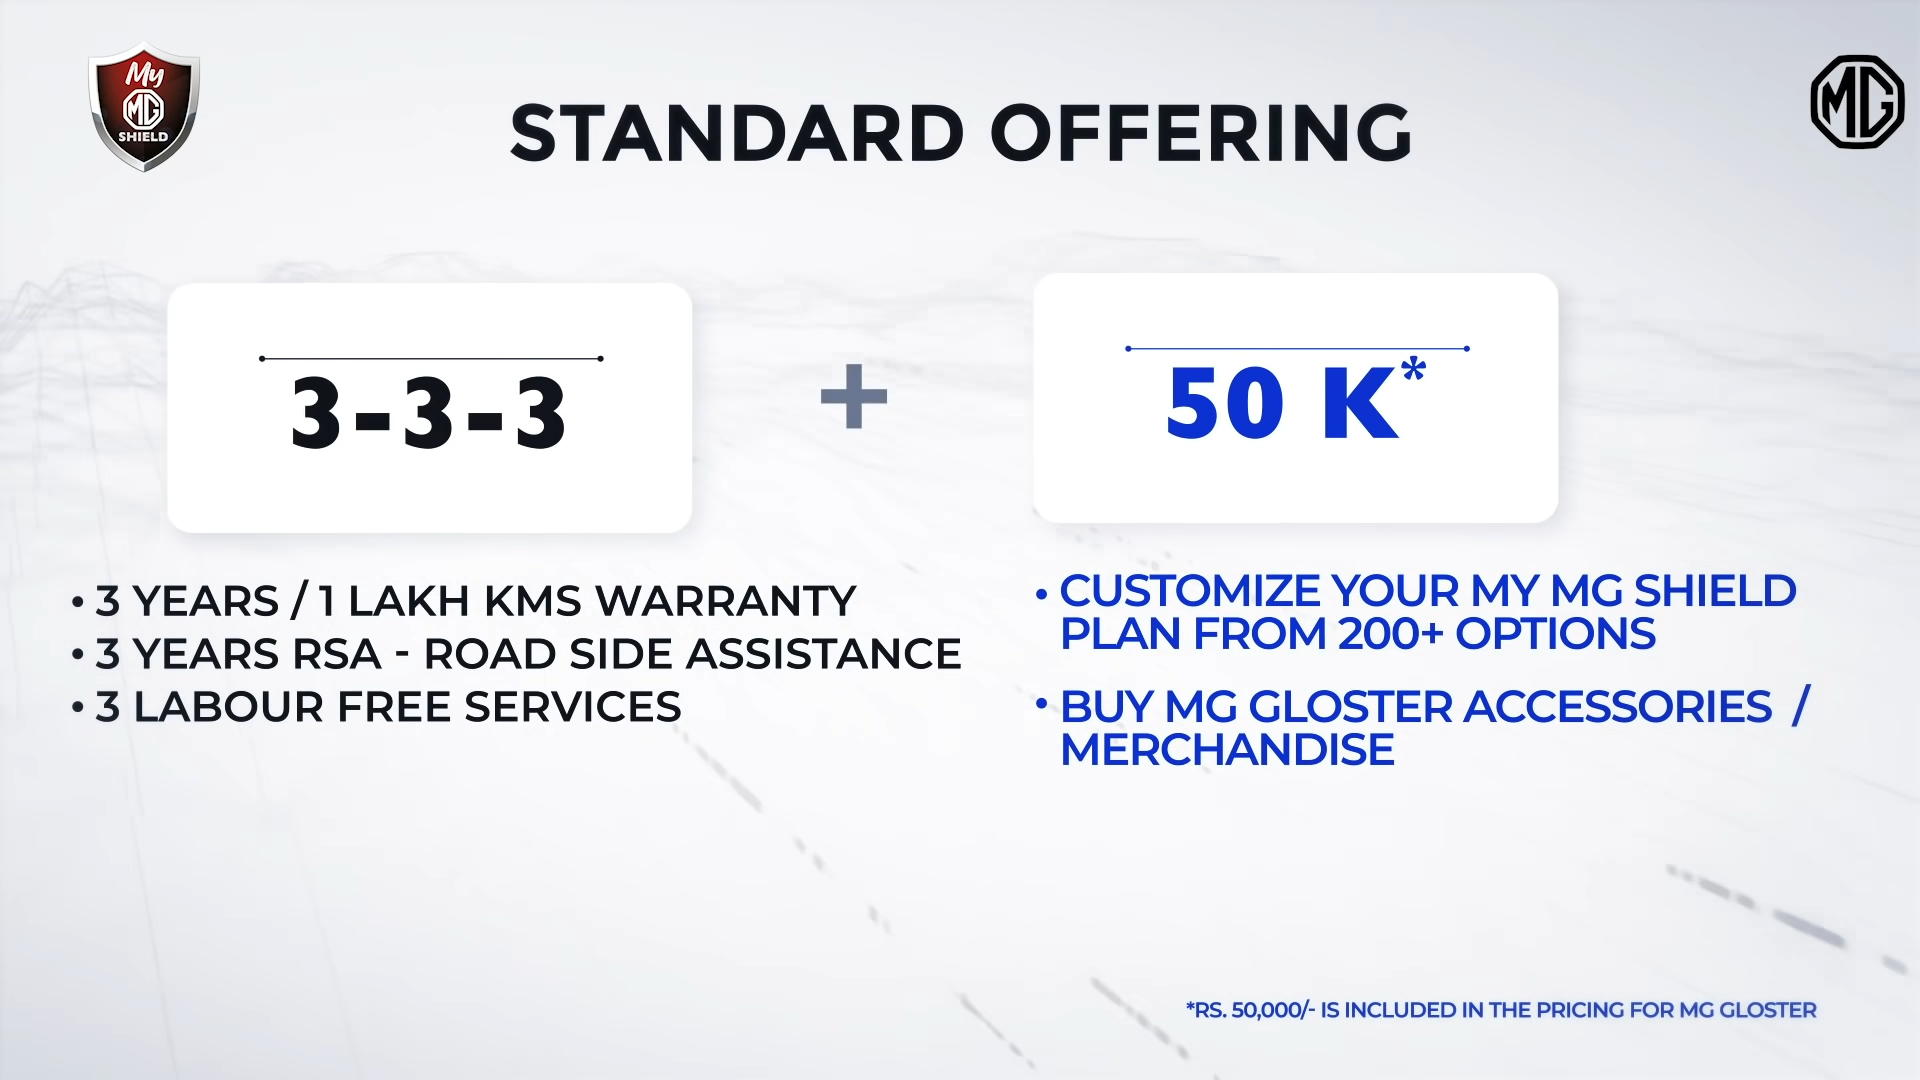 My
MG
SHIELD
MG
STANDARD OFFERING
3-3-3
+
50 K*
• 3 YEARS / 1 LAKH KMS WARRANTY
• 3 YEARS RSA - ROAD SIDE ASSISTANCE
• 3 LABOUR FREE SERVICES
• CUSTOMIZE YOUR MY MG SHIELD
PLAN FROM 200+ OPTIONS
• BUY MG GLOSTER ACCESSORIES /
MERCHANDISE
*RS. 50,000/- IS INCLUDED IN THE PRICING FOR MG GLOSTER